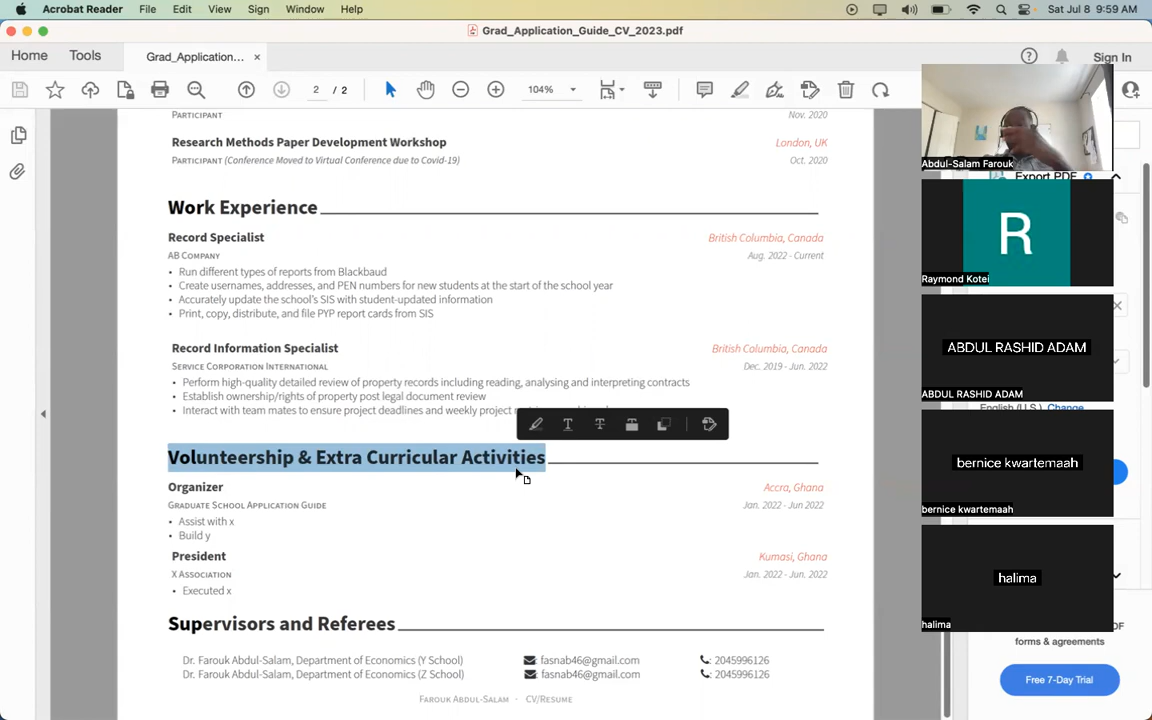 Acrobat Reader File Edit View Sign Window Help Sat Jul 8 9:59 AM
Grad_Application_Guide_CV_2023.pdf
Home Tools Grad_Application... × Sign In
2 / 2 104%
PARTICIPANT Nov. 2020
Research Methods Paper Development Workshop London, UK
PARTICIPANT (Conference Moved to Virtual Conference due to Covid-19) Oct. 2020
Work Experience
Record Specialist British Columbia, Canada
AB COMPANY Aug. 2022 - Current
• Run different types of reports from Blackbaud
• Create usernames, addresses, and PEN numbers for new students at the start of the school year
• Accurately update the school's SIS with student-updated information
• Print, copy, distribute, and file PYP report cards from SIS
Record Information Specialist British Columbia, Canada
SERVICE CORPORATION INTERNATIONAL Dec. 2019 - Jun. 2022
• Perform high-quality detailed review of property records including reading, analysing and interpreting contracts
• Establish ownership/rights of property post legal document review
• Interact with team mates to ensure project deadlines and weekly project
Volunteership & Extra Curricular Activities
Organizer Accra, Ghana
GRADUATE SCHOOL APPLICATION GUIDE Jan. 2022 - Jun 2022
• Assist with x
• Build y
President Kumasi, Ghana
X ASSOCIATION Jan. 2022 - Jun. 2022
• Executed x
Supervisors and Referees
Dr. Farouk Abdul-Salam, Department of Economics (Y School) : fasnab46@gmail.com : 2045996126
Dr. Farouk Abdul-Salam, Department of Economics (Z School) : fasnab46@gmail.com : 2045996126
FAROUK ABDUL-SALAM · CV/RESUME
Abdul-Salam Farouk
Export PDF
R
Raymond Kotei
ABDUL RASHID ADAM
ABDUL RASHID ADAM
English (U.S.) Change
bernice kwartemaah
bernice kwartemaah
halima
halima
forms & agreements
Free 7-Day Trial